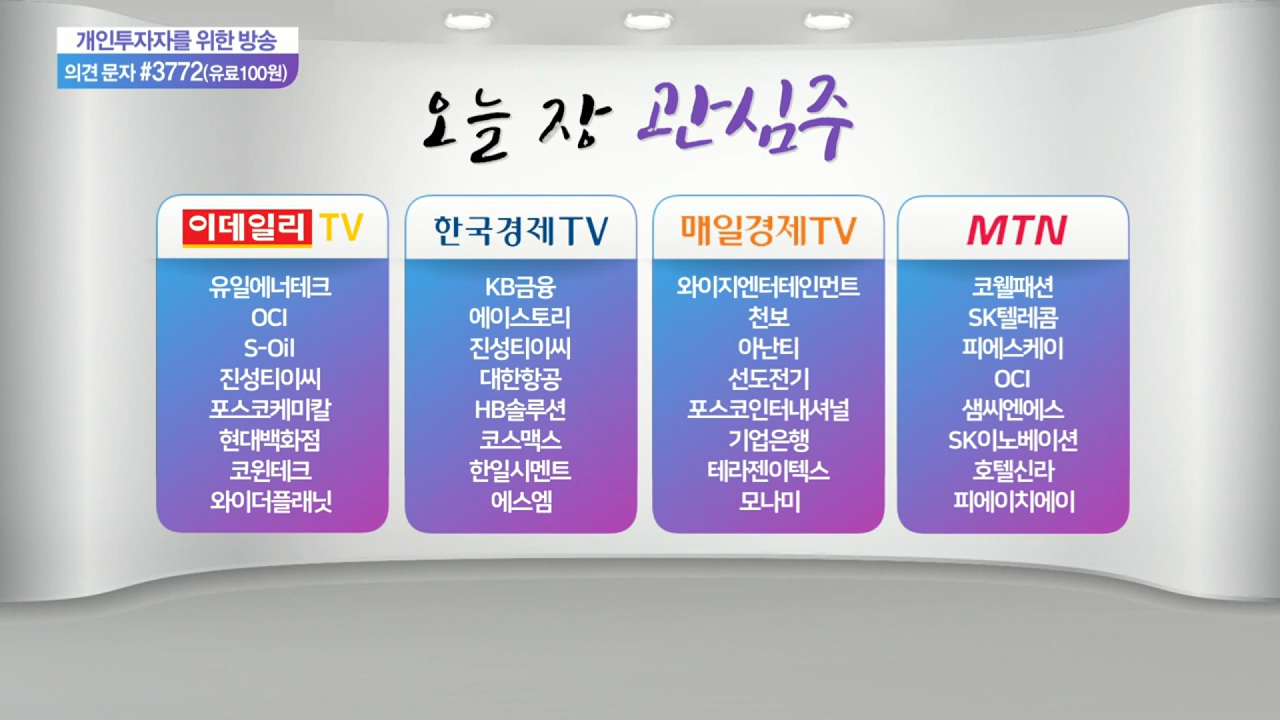 개인투자자를 위한 방송
의견 문자 #3772(유료100원)
오늘 장 관심주
이데일리 TV
유일에너테크
OCI
S-Oil
진성티이씨
포스코케미칼
현대백화점
코윈테크
와이더플래닛
한국경제TV
KB금융
에이스토리
진성티이씨
대한항공
HB솔루션
코스맥스
한일시멘트
에스엠
매일경제TV
와이지엔터테인먼트
천보
아난티
선도전기
포스코인터내셔널
기업은행
테라젠이텍스
모나미
MTN
코웰패션
SK텔레콤
피에스케이
OCI
샘씨엔에스
SK이노베이션
호텔신라
피에이치에이